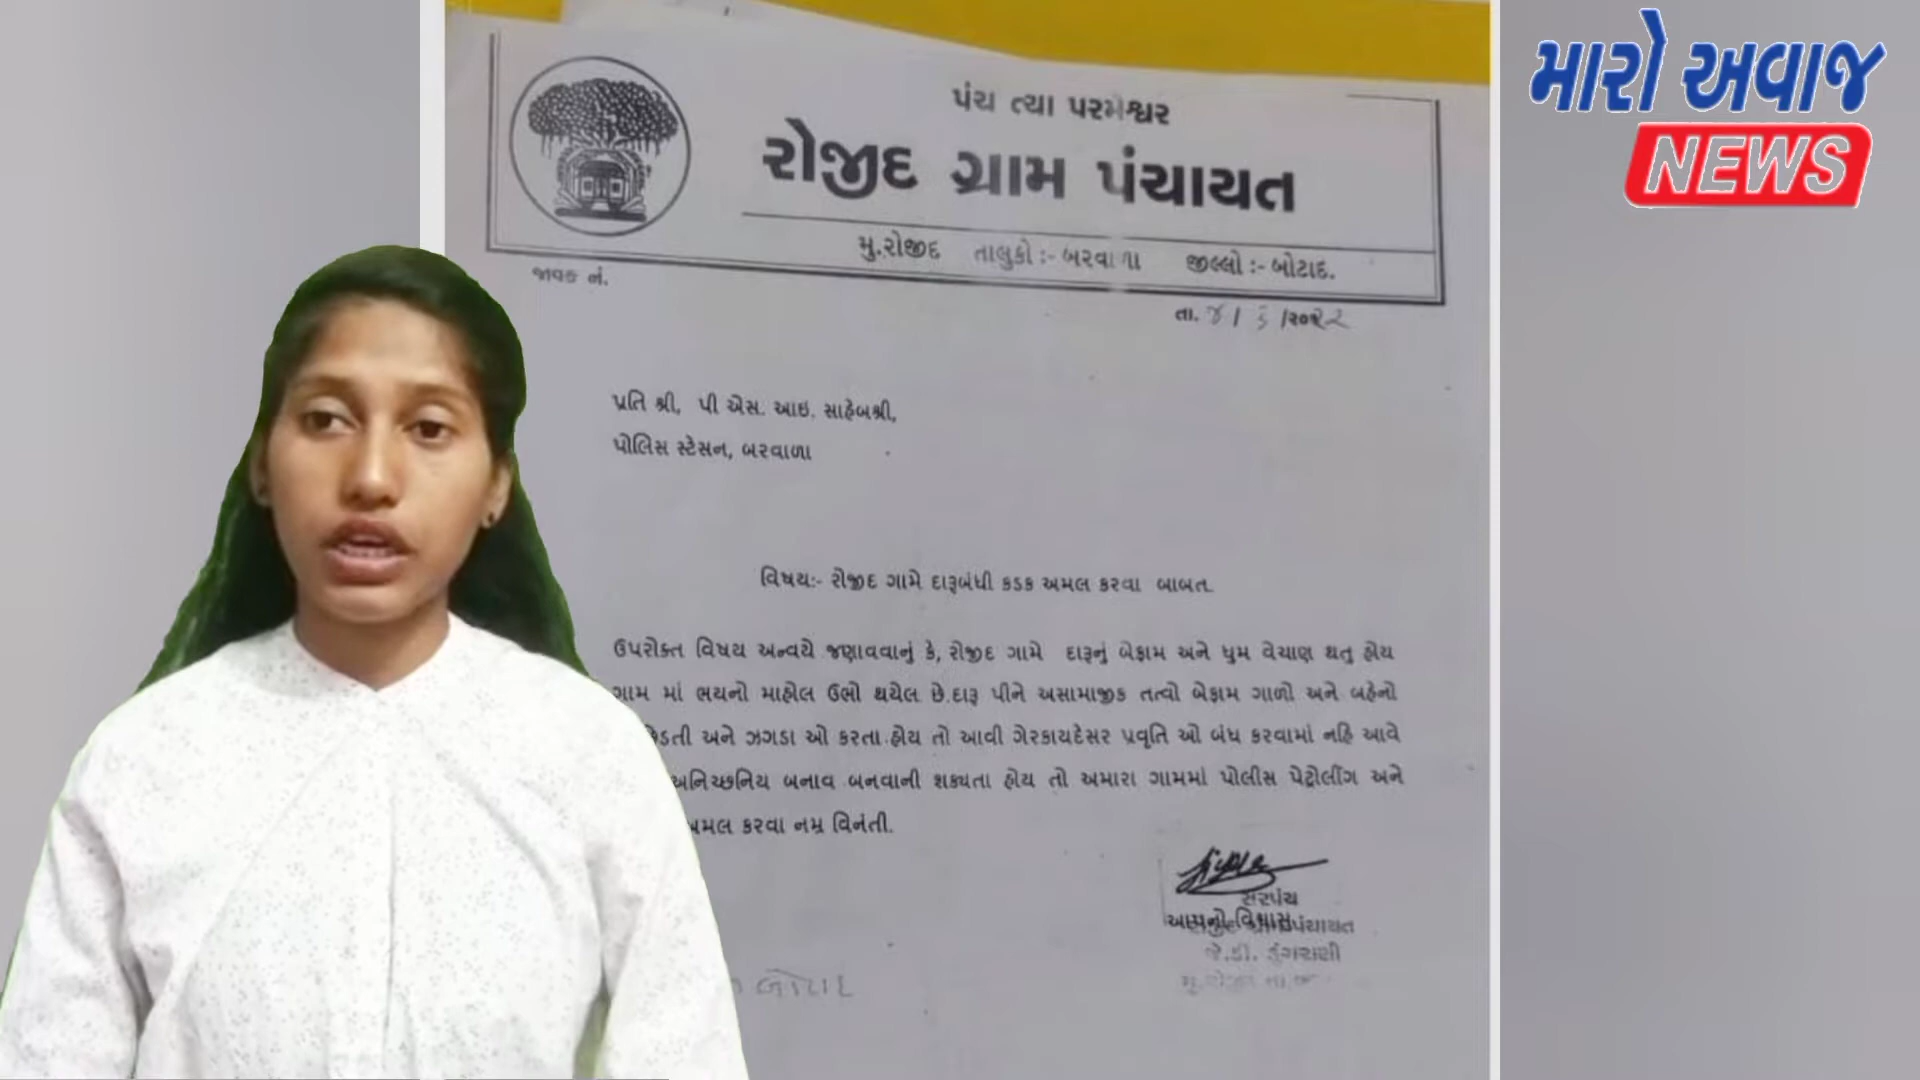 મારો અવાજ
NEWS
પંચ ત્યા પરમેશ્વર
રોજીદ ગ્રામ પંચાયત
મુ.રોજીદ તાલુકો :- બરવાળા જીલ્લો :- બોટાદ.
જાવક નં.
તા. /2022
પ્રતિ શ્રી, પી એસ. આઇ. સાહેબશ્રી,
પોલિસ સ્ટેસન, બરવાળા
વિષય:- રોજીદ ગામે દારૂબંધી કડક અમલ કરવા બાબત.
ઉપરોક્ત વિષય અન્વયે જણાવવાનું કે, રોજીદ ગામે દારૂનું બેફામ અને ધુમ વેચાણ થતુ હોય
ગામ માં ભયનો માહોલ ઉભો થયેલ છે.દારૂ પીને અસામાજીક તત્વો બેફામ ગાળો અને બહેનો
અને ઝગડા ઓ કરતા હોય તો આવી ગેરકાયદેસર પ્રવૃતિ ઓ બંધ કરવામાં નહિ આવે
અનિચ્છનિય બનાવ બનવાની શક્યતા હોય તો અમારા ગામમાં પોલીસ પેટ્રોલીંગ અને
અમલ કરવા નમ્ર વિનંતી.
સરપંચ
આપનો વિશ્વાસુ
જે.ડી. ડુંગરાણી